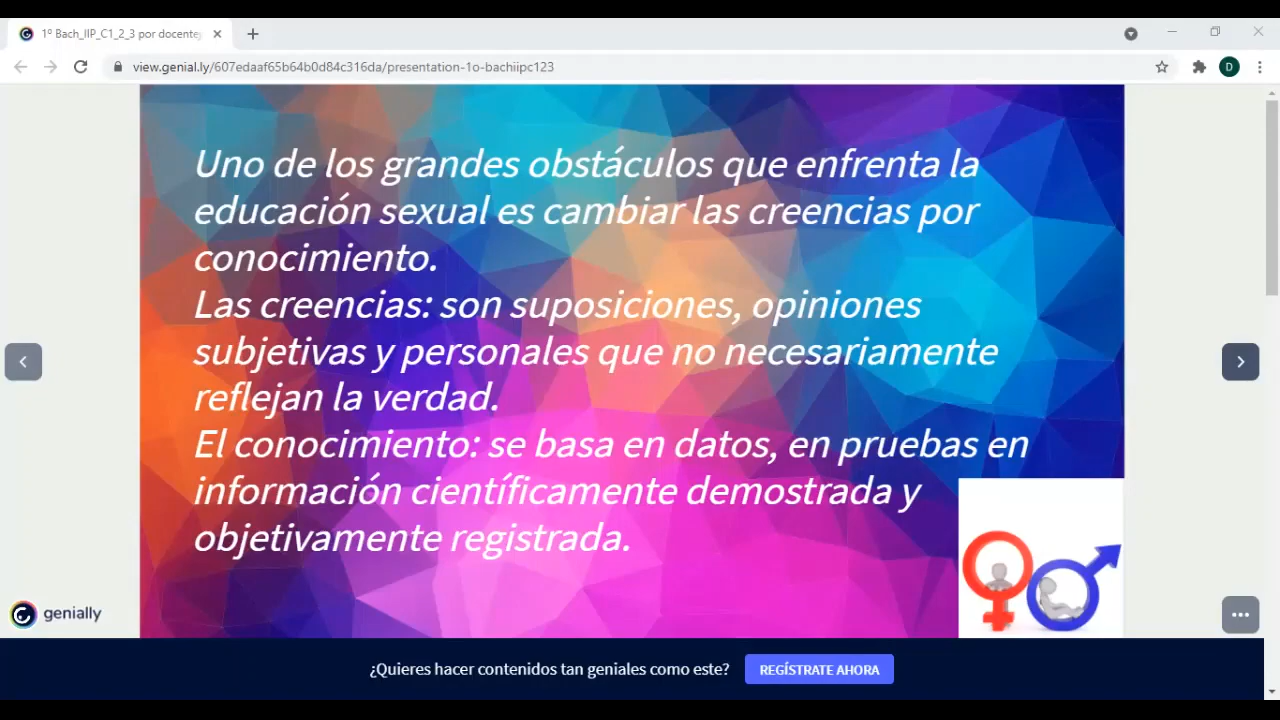 1º Bach_IIP_C1_2_3 por docente
view.genial.ly/607edaaf65b64b0d84c316da/presentation-1o-bachiipc123
D
Uno de los grandes obstáculos que enfrenta la
educación sexual es cambiar las creencias por
conocimiento.
Las creencias: son suposiciones, opiniones
subjetivas y personales que no necesariamente
reflejan la verdad.
El conocimiento: se basa en datos, en pruebas en
información científicamente demostrada y
objetivamente registrada.
genially
¿Quieres hacer contenidos tan geniales como este?
REGÍSTRATE AHORA